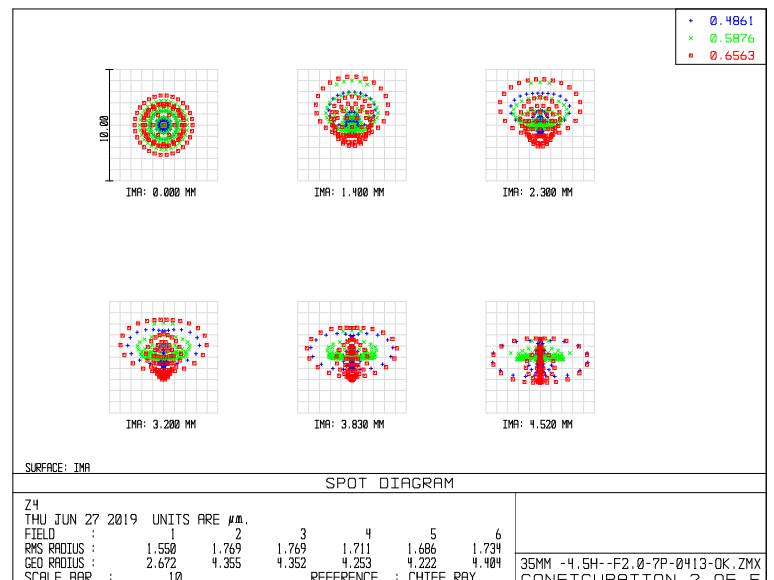 + 0.4861
× 0.5876
0.6563
10.00
IMA: 0.000 MM
IMA: 1.400 MM
IMA: 2.300 MM
IMA: 3.200 MM
IMA: 3.830 MM
IMA: 4.520 MM
SURFACE: IMA
SPOT DIAGRAM
Z4
THU JUN 27 2019 UNITS ARE µm.
FIELD : 1 2 3 4 5 6
RMS RADIUS : 1.550 1.769 1.769 1.711 1.686 1.734
GEO RADIUS : 2.672 4.355 4.352 4.253 4.222 4.404
SCALE BAR : 10 REFERENCE : CHIEF RAY
35MM -4.5H--F2.0-7P-0413-OK.ZMX
CONFIGURATION 2 OF 5